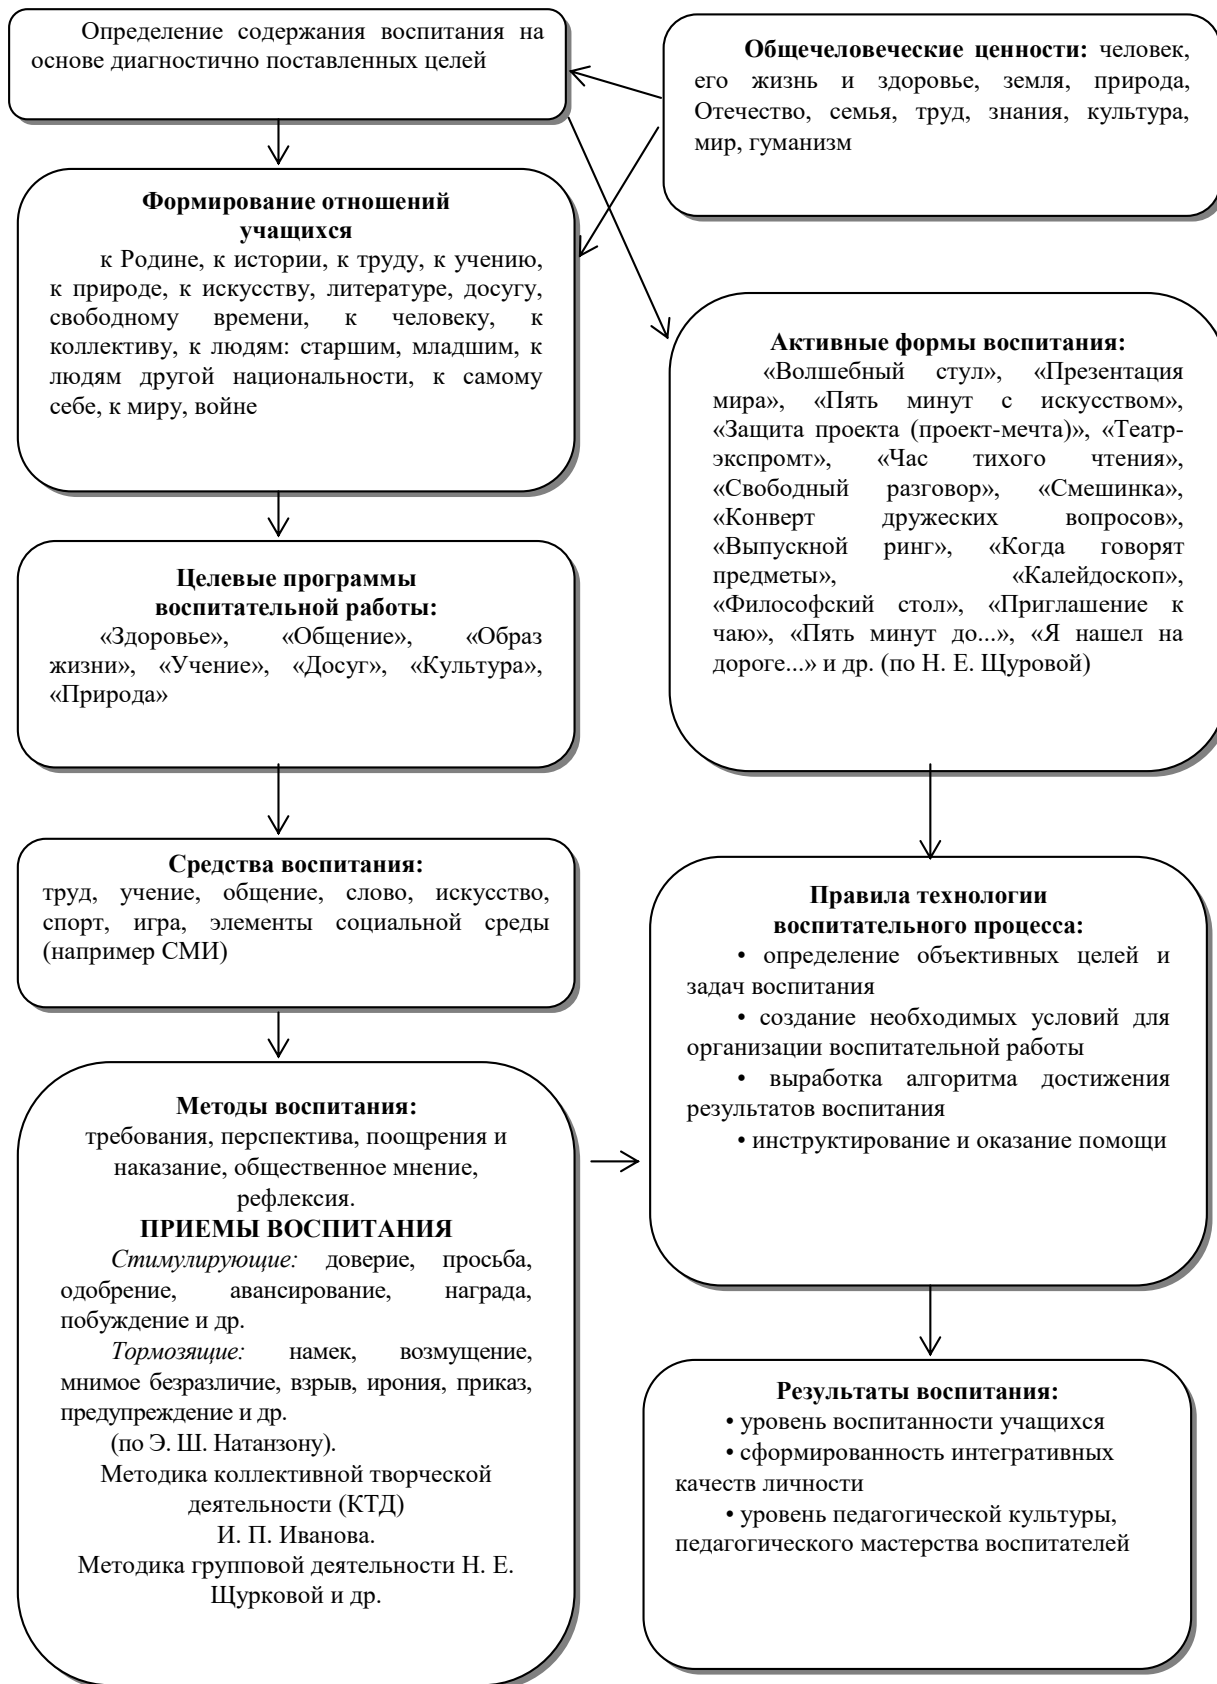 Определение содержания воспитания на
основе диагностично поставленных целей
Общечеловеческие ценности: человек,
его жизнь и здоровье, земля, природа,
Отечество, семья, труд, знания, культура,
мир, гуманизм
Формирование отношений
учащихся
к Родине, к истории, к труду, к учению,
к природе, к искусству, литературе, досугу,
свободному времени, к человеку, к
коллективу, к людям: старшим, младшим, к
людям другой национальности, к самому
себе, к миру, войне
Активные формы воспитания:
«Волшебный стул», «Презентация
мира», «Пять минут с искусством»,
«Защита проекта (проект-мечта)», «Театр-
экспромт», «Час тихого чтения»,
«Свободный разговор», «Смешинка»,
«Конверт дружеских вопросов»,
«Выпускной ринг», «Когда говорят
предметы», «Калейдоскоп»,
«Философский стол», «Приглашение к
чаю», «Пять минут до...», «Я нашел на
дороге...» и др. (по Н. Е. Щуровой)
Целевые программы
воспитательной работы:
«Здоровье», «Общение», «Образ
жизни», «Учение», «Досуг», «Культура»,
«Природа»
Средства воспитания:
труд, учение, общение, слово, искусство,
спорт, игра, элементы социальной среды
(например СМИ)
Правила технологии
воспитательного процесса:
• определение объективных целей и
задач воспитания
• создание необходимых условий для
организации воспитательной работы
• выработка алгоритма достижения
результатов воспитания
• инструктирование и оказание помощи
Методы воспитания:
требования, перспектива, поощрения и
наказание, общественное мнение,
рефлексия.
ПРИЕМЫ ВОСПИТАНИЯ
Стимулирующие: доверие, просьба,
одобрение, авансирование, награда,
побуждение и др.
Тормозящие: намек, возмущение,
мнимое безразличие, взрыв, ирония, приказ,
предупреждение и др.
(по Э. Ш. Натанзону).
Методика коллективной творческой
деятельности (КТД)
И. П. Иванова.
Методика групповой деятельности Н. Е.
Щурковой и др.
Результаты воспитания:
• уровень воспитанности учащихся
• сформированность интегративных
качеств личности
• уровень педагогической культуры,
педагогического мастерства воспитателей